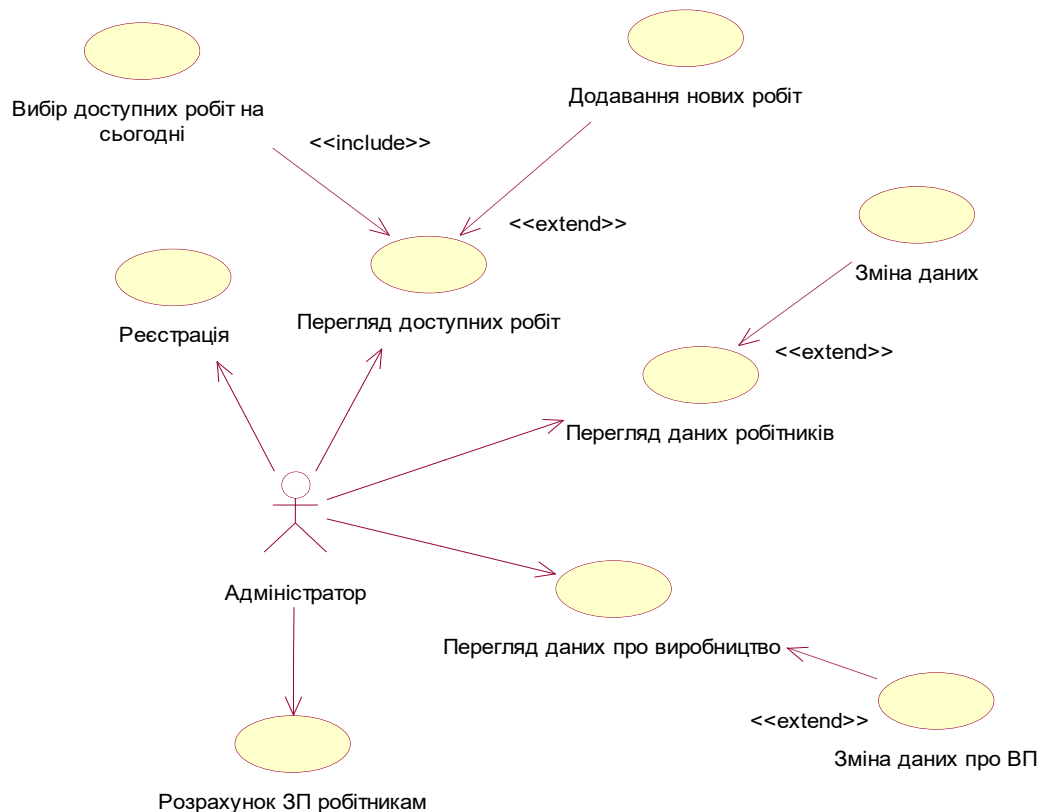 Вибір доступних робіт на
сьогодні
Додавання нових робіт
<<include>>
<<extend>>
Зміна даних
Реєстрація
Перегляд доступних робіт
<<extend>>
Перегляд даних робітників
Адміністратор
Перегляд даних про виробництво
<<extend>>
Зміна даних про ВП
Розрахунок ЗП робітникам